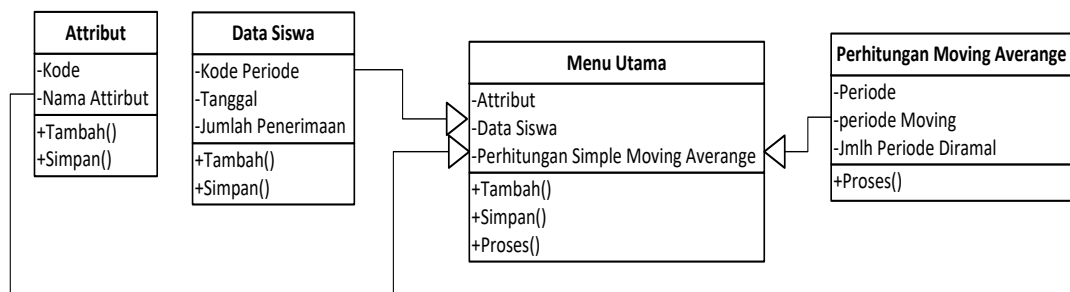 Attribut
-Kode
-Nama Attirbut
+Tambah()
+Simpan()
Data Siswa
-Kode Periode
-Tanggal
-Jumlah Penerimaan
+Tambah()
+Simpan()
Menu Utama
-Attribut
-Data Siswa
-Perhitungan Simple Moving Averange
+Tambah()
+Simpan()
+Proses()
Perhitungan Moving Averange
-Periode
-periode Moving
-Jmlh Periode Diramal
+Proses()